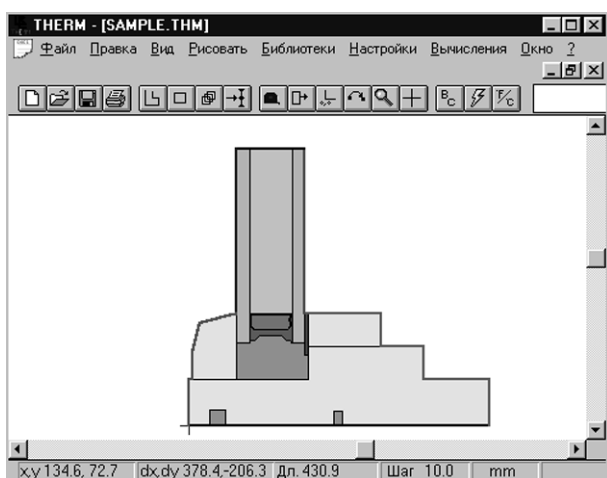 THERM - [SAMPLE.THM]
Файл Правка Вид Рисовать Библиотеки Настройки Вычисления Окно ?
BC F/C
x,y 134.6, 72.7 dx,dy 378.4,-206.3 Дл. 430.9 Шаг 10.0 mm